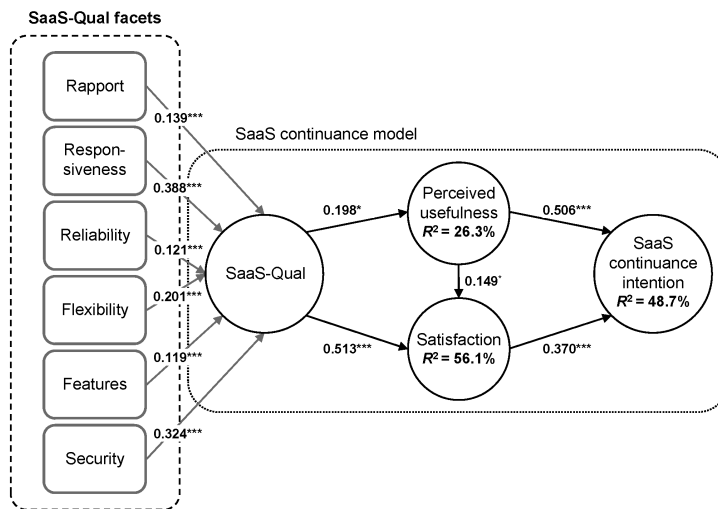 SaaS-Qual facets
Rapport
0.139***
Respon-
siveness
0.388***
Reliability
0.121***
Flexibility
0.201***
Features
0.119***
Security
0.324***
SaaS continuance model
SaaS-Qual
0.198*
0.513***
Perceived
usefulness
R² = 26.3%
0.149*
Satisfaction
R² = 56.1%
0.506***
0.370***
SaaS
continuance
intention
R² = 48.7%